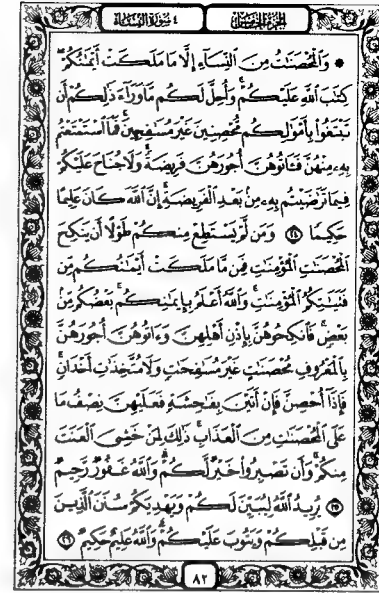 الجزء الخامس ٤ سورة النساء
۞ وَٱلْمُحْصَنَٰتُ مِنَ ٱلنِّسَآءِ إِلَّا مَا مَلَكَتْ أَيْمَٰنُكُمْ ۖ
كِتَٰبَ ٱللَّهِ عَلَيْكُمْ ۚ وَأُحِلَّ لَكُم مَّا وَرَآءَ ذَٰلِكُمْ أَن
تَبْتَغُوا۟ بِأَمْوَٰلِكُم مُّحْصِنِينَ غَيْرَ مُسَٰفِحِينَ ۚ فَمَا ٱسْتَمْتَعْتُم
بِهِۦ مِنْهُنَّ فَـَٔاتُوهُنَّ أُجُورَهُنَّ فَرِيضَةً ۚ وَلَا جُنَاحَ عَلَيْكُمْ
فِيمَا تَرَٰضَيْتُم بِهِۦ مِنۢ بَعْدِ ٱلْفَرِيضَةِ ۚ إِنَّ ٱللَّهَ كَانَ عَلِيمًا
حَكِيمًا ٢٤ وَمَن لَّمْ يَسْتَطِعْ مِنكُمْ طَوْلًا أَن يَنكِحَ
ٱلْمُحْصَنَٰتِ ٱلْمُؤْمِنَٰتِ فَمِن مَّا مَلَكَتْ أَيْمَٰنُكُم مِّن
فَتَيَٰتِكُمُ ٱلْمُؤْمِنَٰتِ ۚ وَٱللَّهُ أَعْلَمُ بِإِيمَٰنِكُم ۚ بَعْضُكُم مِّنۢ
بَعْضٍ ۚ فَٱنكِحُوهُنَّ بِإِذْنِ أَهْلِهِنَّ وَءَاتُوهُنَّ أُجُورَهُنَّ
بِٱلْمَعْرُوفِ مُحْصَنَٰتٍ غَيْرَ مُسَٰفِحَٰتٍ وَلَا مُتَّخِذَٰتِ أَخْدَانٍ ۚ
فَإِذَآ أُحْصِنَّ فَإِنْ أَتَيْنَ بِفَٰحِشَةٍ فَعَلَيْهِنَّ نِصْفُ مَا
عَلَى ٱلْمُحْصَنَٰتِ مِنَ ٱلْعَذَابِ ۚ ذَٰلِكَ لِمَنْ خَشِىَ ٱلْعَنَتَ
مِنكُمْ ۚ وَأَن تَصْبِرُوا۟ خَيْرٌ لَّكُمْ ۗ وَٱللَّهُ غَفُورٌ رَّحِيمٌ
٢٥ يُرِيدُ ٱللَّهُ لِيُبَيِّنَ لَكُمْ وَيَهْدِيَكُمْ سُنَنَ ٱلَّذِينَ
مِن قَبْلِكُمْ وَيَتُوبَ عَلَيْكُمْ ۗ وَٱللَّهُ عَلِيمٌ حَكِيمٌ ٢٦
٨٢